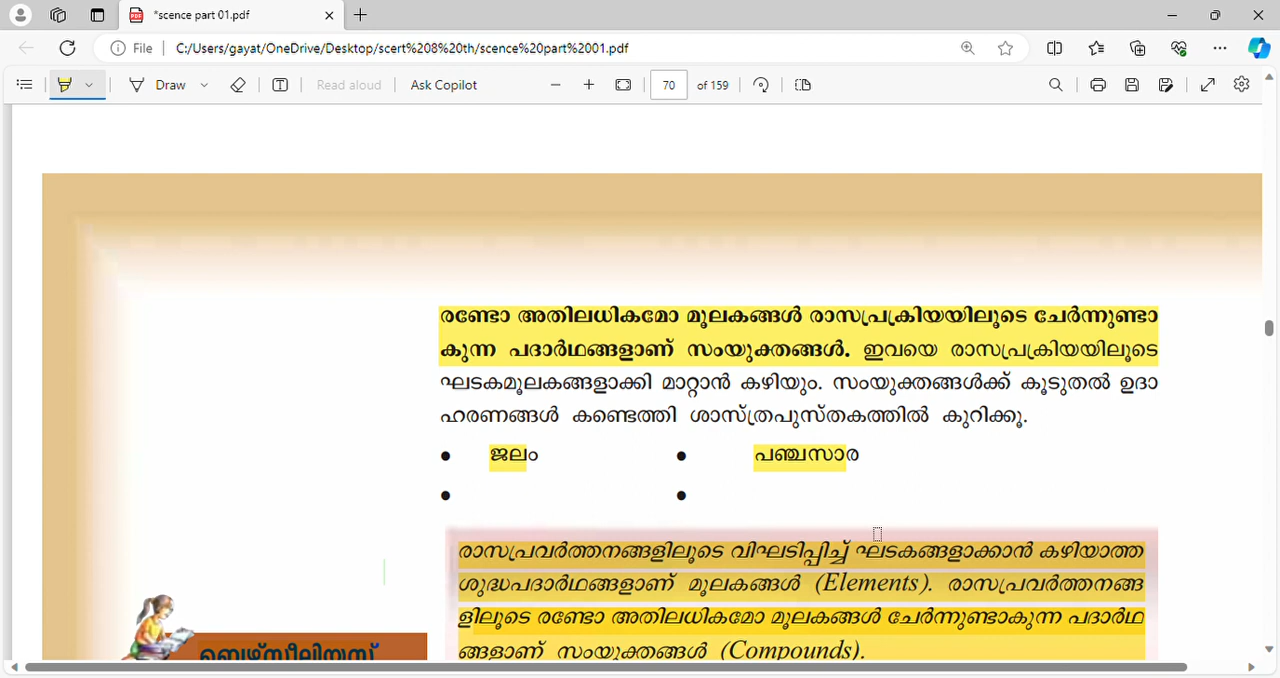 *scence part 01.pdf
File
C:/Users/gayat/OneDrive/Desktop/scert%208%20th/scence%20part%2001.pdf
Draw
Read aloud
Ask Copilot
70
of 159
രണ്ടോ അതിലധികമോ മൂലകങ്ങൾ രാസപ്രക്രിയയിലൂടെ ചേർന്നുണ്ടാ
കുന്ന പദാർഥങ്ങളാണ് സംയുക്തങ്ങൾ. ഇവയെ രാസപ്രക്രിയയിലൂടെ
ഘടകമൂലകങ്ങളാക്കി മാറ്റാൻ കഴിയും. സംയുക്തങ്ങൾക്ക് കൂടുതൽ ഉദാ
ഹരണങ്ങൾ കണ്ടെത്തി ശാസ്ത്രപുസ്തകത്തിൽ കുറിക്കൂ.
• ജലം • പഞ്ചസാര
• •
രാസപ്രവർത്തനങ്ങളിലൂടെ വിഘടിപ്പിച്ച് ഘടകങ്ങളാക്കാൻ കഴിയാത്ത
ശുദ്ധപദാർഥങ്ങളാണ് മൂലകങ്ങൾ (Elements). രാസപ്രവർത്തനങ്ങ
ളിലൂടെ രണ്ടോ അതിലധികമോ മൂലകങ്ങൾ ചേർന്നുണ്ടാകുന്ന പദാർഥ
ങ്ങളാണ് സംയുക്തങ്ങൾ (Compounds).
ബെഴ്സീലിയസ്